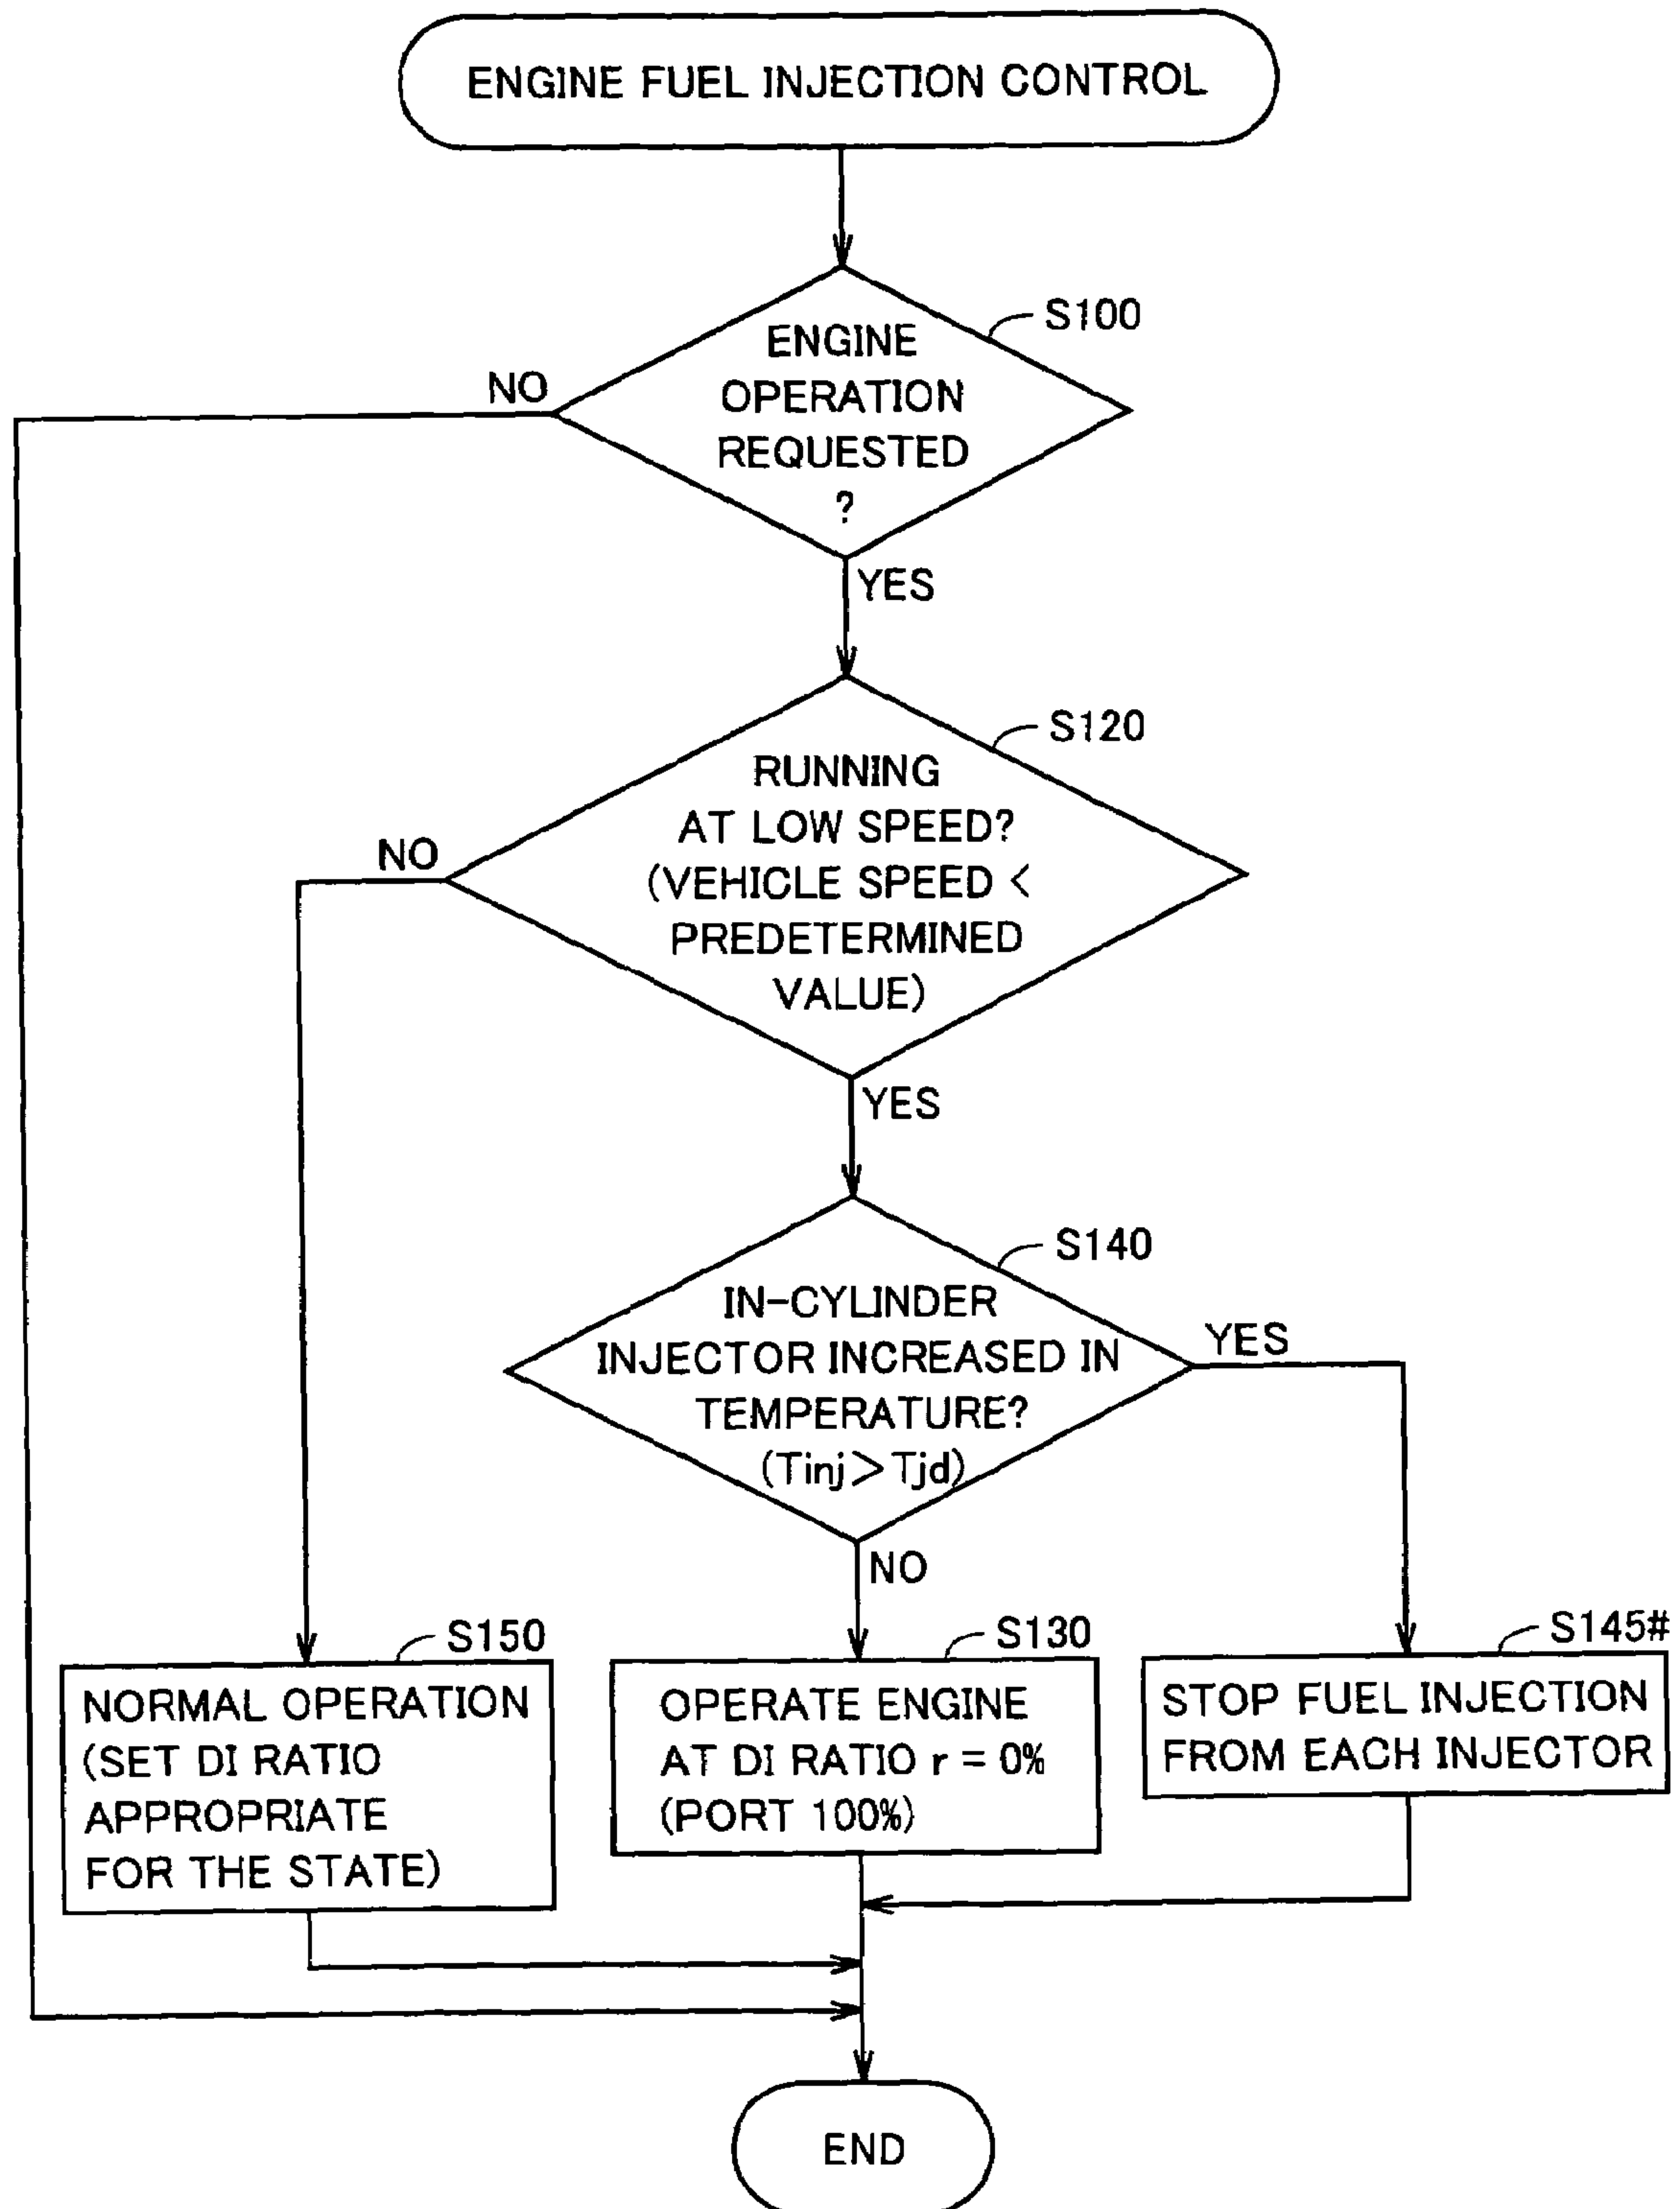 ENGINE FUEL INJECTION CONTROL
S100
ENGINE
OPERATION
REQUESTED
?
NO
YES
S120
RUNNING
AT LOW SPEED?
(VEHICLE SPEED <
PREDETERMINED
VALUE)
NO
YES
S140
IN-CYLINDER
INJECTOR INCREASED IN
TEMPERATURE?
(Tinj>Tjd)
YES
NO
S150
NORMAL OPERATION
(SET DI RATIO
APPROPRIATE
FOR THE STATE)
S130
OPERATE ENGINE
AT DI RATIO r = 0%
(PORT 100%)
S145#
STOP FUEL INJECTION
FROM EACH INJECTOR
END